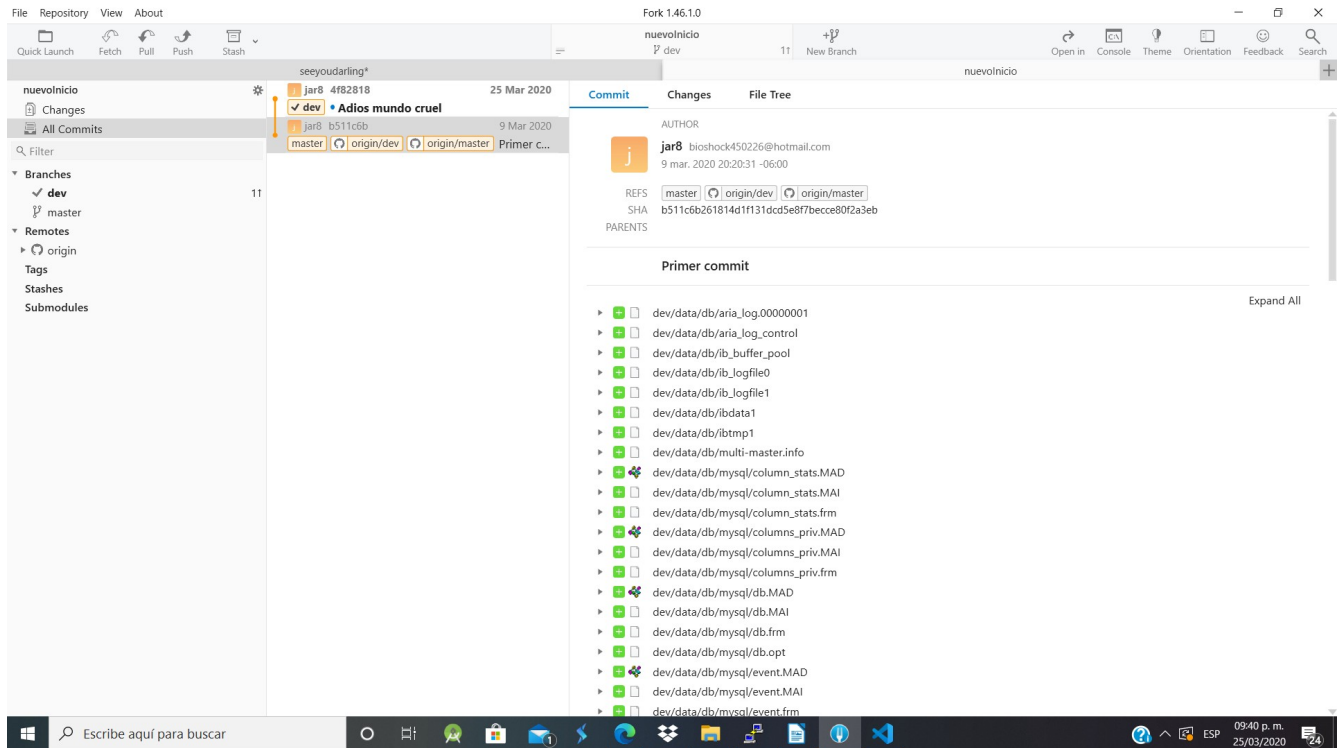 File Repository View About
Fork 1.46.1.0
Quick Launch Fetch Pull Push Stash
nuevoInicio
dev 1↑
New Branch
Open in Console Theme Orientation Feedback Search
seeyoudarling*
nuevoInicio
nuevoInicio
Changes
All Commits
Filter
Branches
dev 1↑
master
Remotes
origin
Tags
Stashes
Submodules
jar8 4f82818 25 Mar 2020
dev Adios mundo cruel
jar8 b511c6b 9 Mar 2020
master origin/dev origin/master Primer c...
Commit Changes File Tree
AUTHOR
j
jar8 bioshock450226@hotmail.com
9 mar. 2020 20:20:31 -06:00
REFS master origin/dev origin/master
SHA b511c6b261814d1f131dcd5e8f7becce80f2a3eb
PARENTS
Primer commit
Expand All
dev/data/db/aria_log.00000001
dev/data/db/aria_log_control
dev/data/db/ib_buffer_pool
dev/data/db/ib_logfile0
dev/data/db/ib_logfile1
dev/data/db/ibdata1
dev/data/db/ibtmp1
dev/data/db/multi-master.info
dev/data/db/mysql/column_stats.MAD
dev/data/db/mysql/column_stats.MAI
dev/data/db/mysql/column_stats.frm
dev/data/db/mysql/columns_priv.MAD
dev/data/db/mysql/columns_priv.MAI
dev/data/db/mysql/columns_priv.frm
dev/data/db/mysql/db.MAD
dev/data/db/mysql/db.MAI
dev/data/db/mysql/db.frm
dev/data/db/mysql/db.opt
dev/data/db/mysql/event.MAD
dev/data/db/mysql/event.MAI
dev/data/db/mysql/event.frm
Escribe aquí para buscar
1
ESP
09:40 p. m.
25/03/2020
24